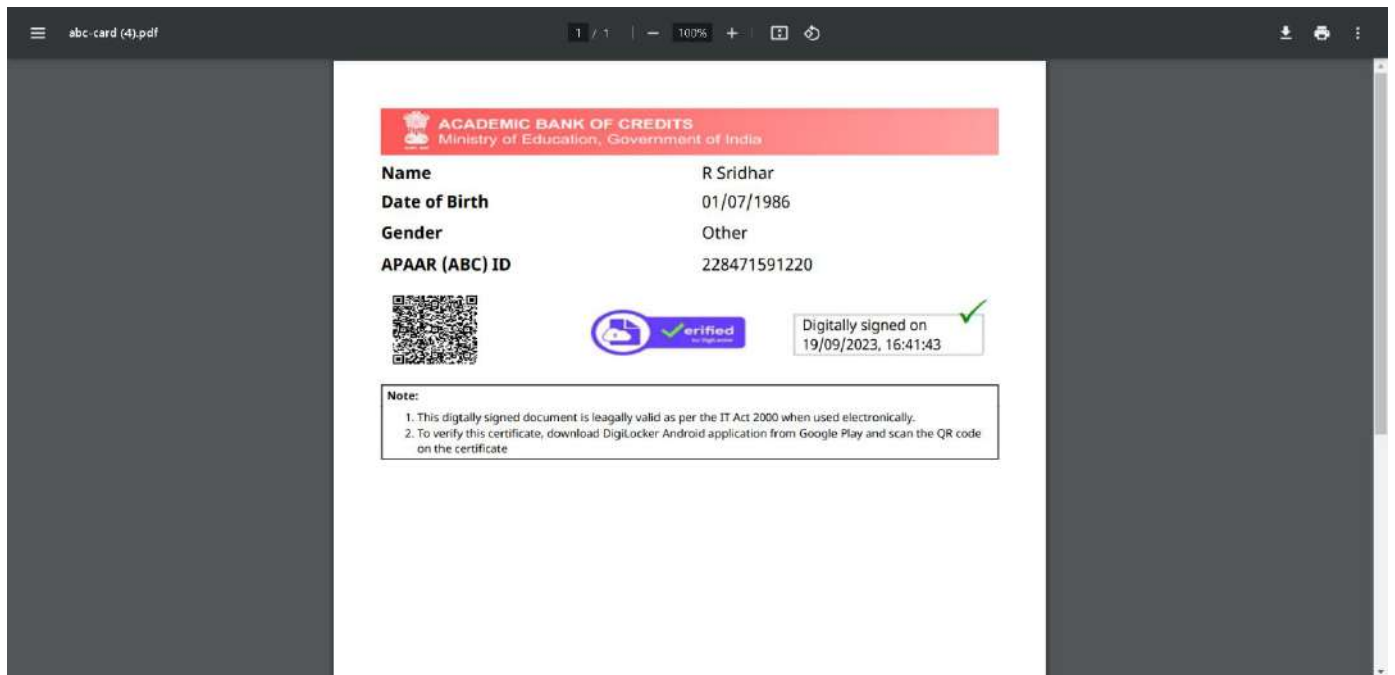 abc-card (4).pdf
1 / 1
100%
ACADEMIC BANK OF CREDITS
Ministry of Education, Government of India
Name R Sridhar
Date of Birth 01/07/1986
Gender Other
APAAR (ABC) ID 228471591220
erified
Digitally signed on
19/09/2023, 16:41:43
Note:
1. This digtally signed document is leagally valid as per the IT Act 2000 when used electronically.
2. To verify this certificate, download DigiLocker Android application from Google Play and scan the QR code
on the certificate